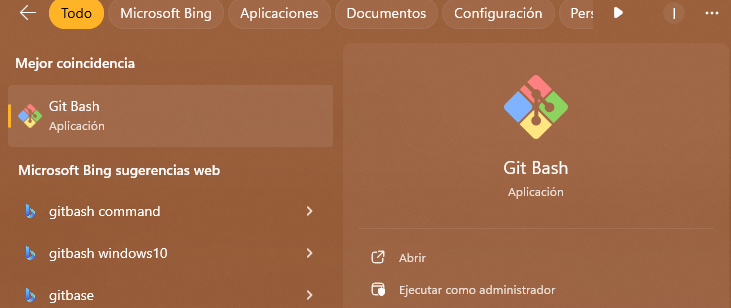 Todo
Microsoft Bing
Aplicaciones
Documentos
Configuración
Pers
Mejor coincidencia
Git Bash
Aplicación
Microsoft Bing sugerencias web
gitbash command
gitbash windows10
gitbase
I
Git Bash
Aplicación
Abrir
Ejecutar como administrador